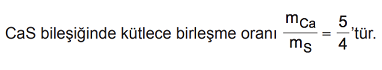 CaS bileşiğinde kütlece birleşme oranı m_Ca/m_S = 5/4'tür.